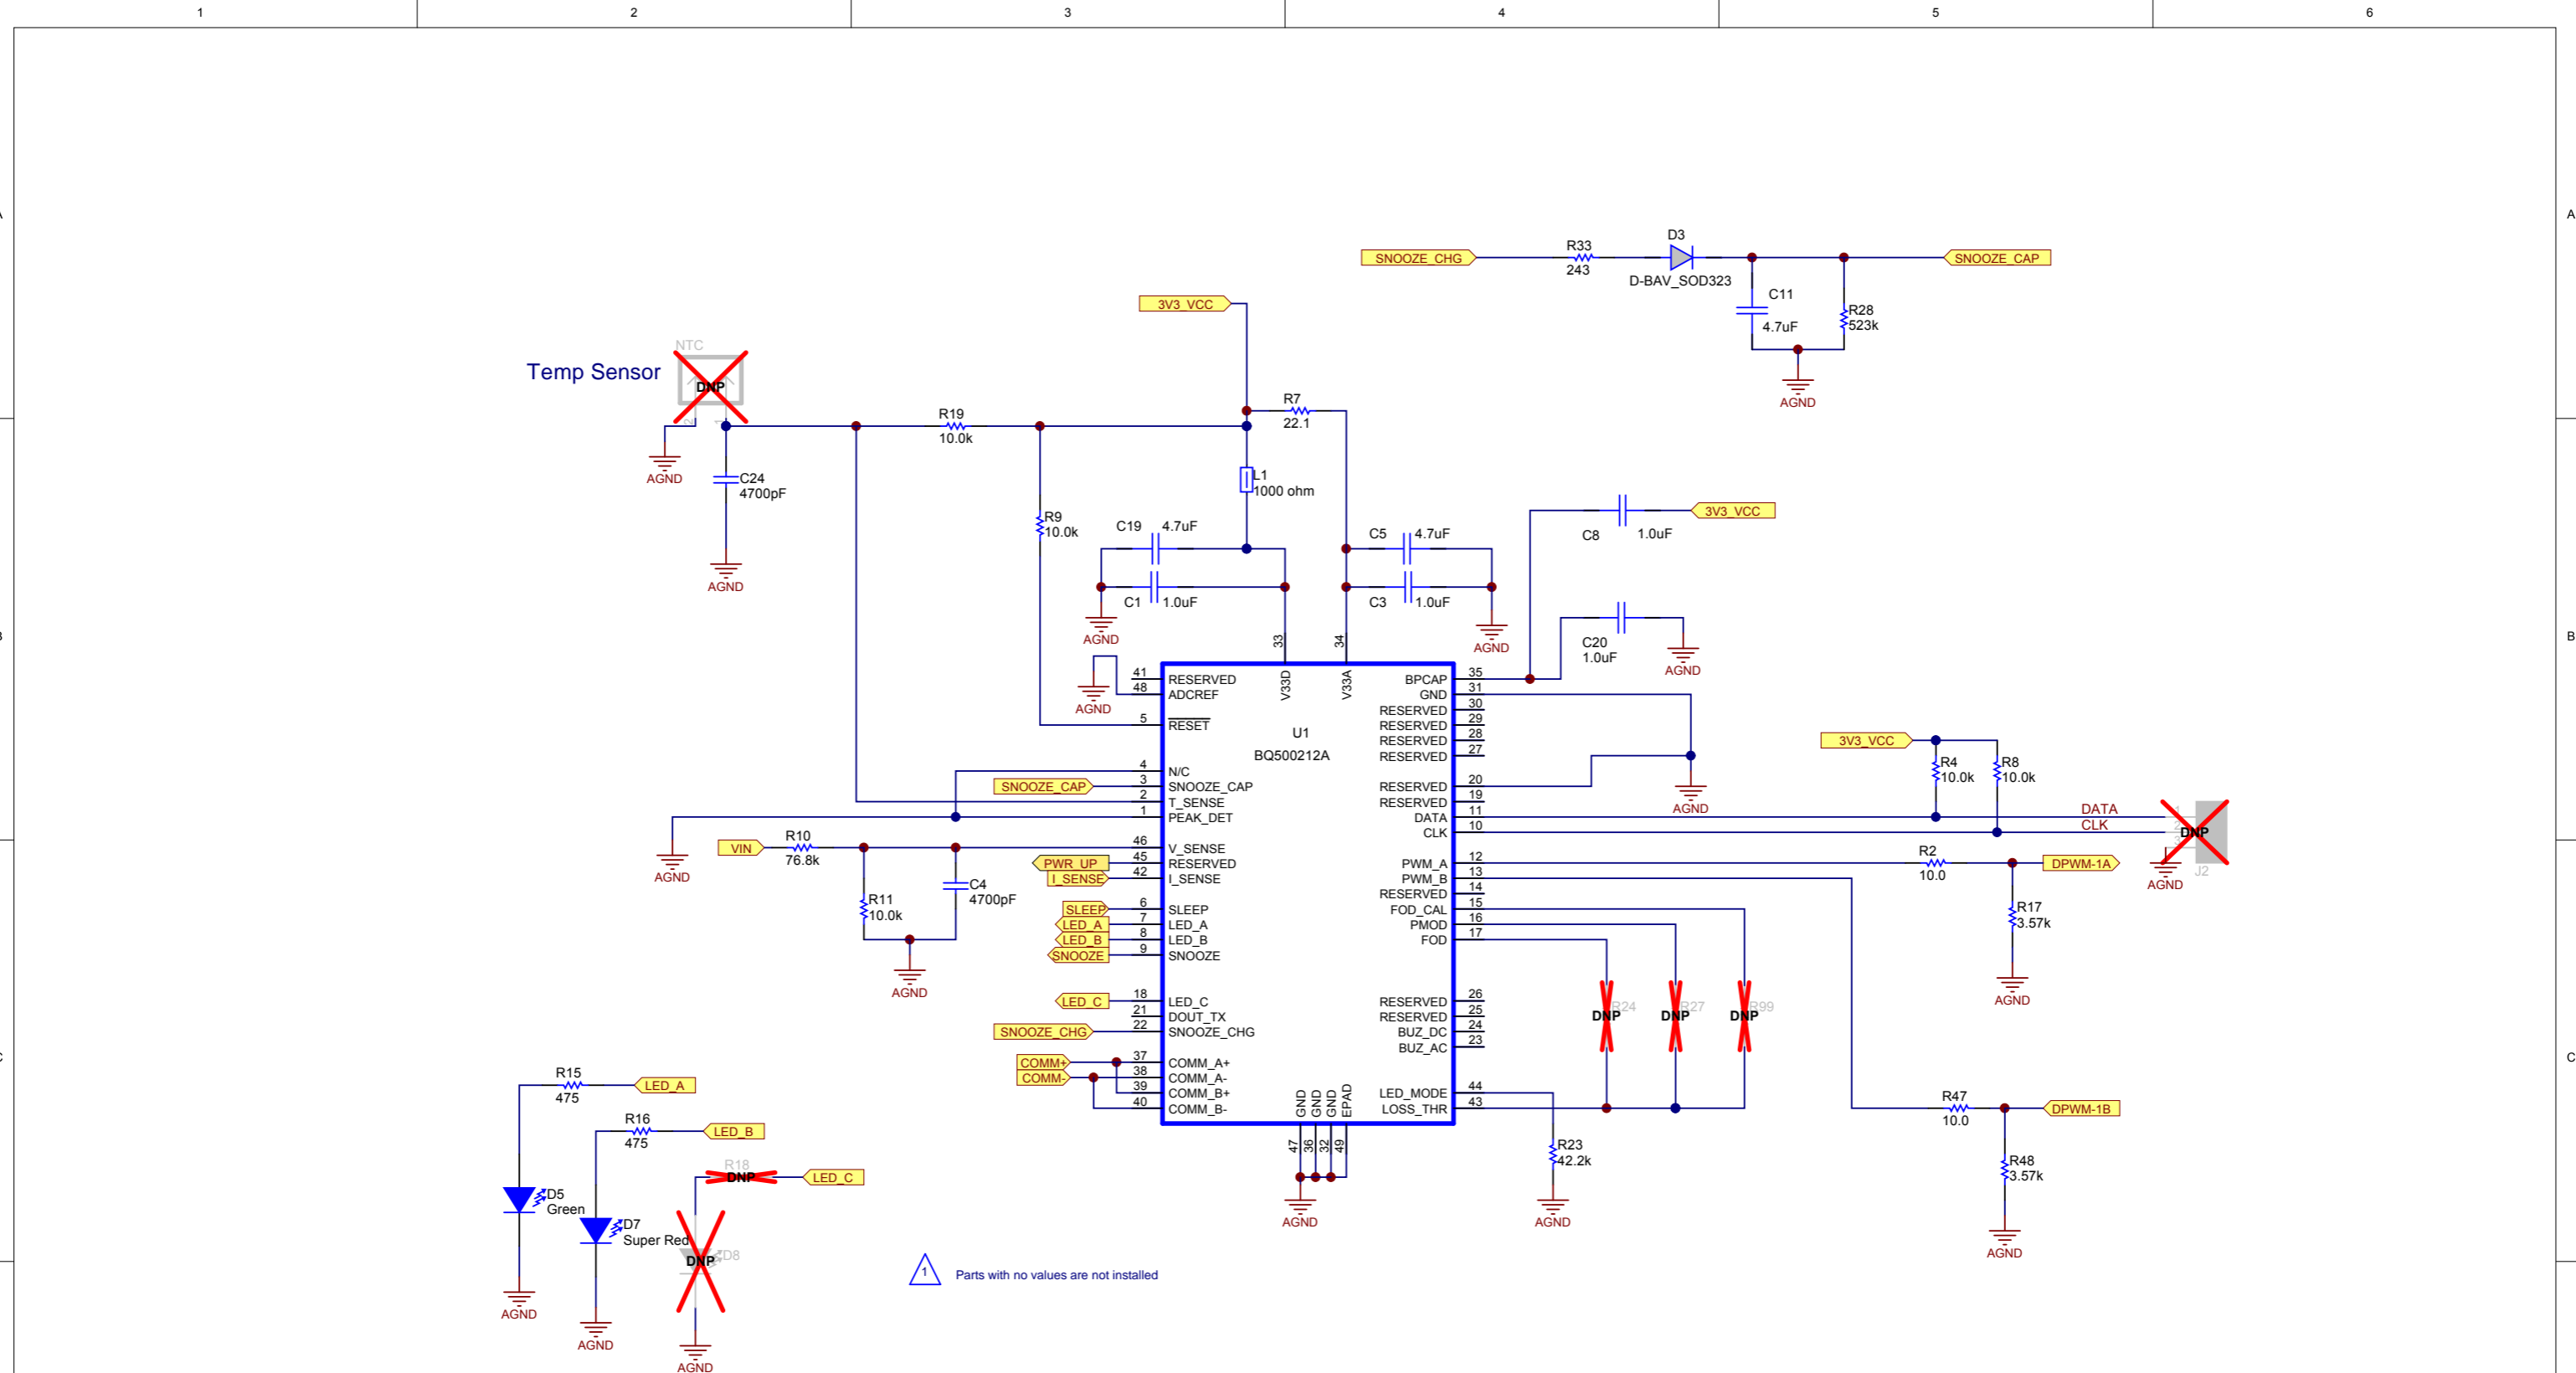 1 2 3 4 5 6
A
A
SNOOZE_CHG
R33
243
D3
D-BAV_SOD323
SNOOZE_CAP
C11
4.7uF
R28
523k
AGND
3V3_VCC
Temp Sensor
NTC
DNP
2 1
AGND
C24
4700pF
AGND
R19
10.0k
R7
22.1
L1
1000 ohm
R9
10.0k
C19 4.7uF
C1 1.0uF
AGND
C5 4.7uF
C3 1.0uF
AGND
C8 1.0uF
3V3_VCC
C20
1.0uF
AGND
B
B
AGND
33
34
V33D
V33A
U1
BQ500212A
41 RESERVED
48 ADCREF
5 RESET
4 N/C
SNOOZE_CAP
3 SNOOZE_CAP
2 T_SENSE
1 PEAK_DET
46 V_SENSE
PWR_UP
45 RESERVED
I_SENSE
42 I_SENSE
SLEEP
6 SLEEP
LED_A
7 LED_A
LED_B
8 LED_B
SNOOZE
9 SNOOZE
LED_C
18 LED_C
21 DOUT_TX
SNOOZE_CHG
22 SNOOZE_CHG
COMM+
37 COMM_A+
COMM-
38 COMM_A-
39 COMM_B+
40 COMM_B-
BPCAP 35
GND 31
RESERVED 30
RESERVED 29
RESERVED 28
RESERVED 27
RESERVED 20
RESERVED 19
DATA 11
CLK 10
PWM_A 12
PWM_B 13
RESERVED 14
FOD_CAL 15
PMOD 16
FOD 17
RESERVED 26
RESERVED 25
BUZ_DC 24
BUZ_AC 23
LED_MODE 44
LOSS_THR 43
GND
GND
GND
EPAD
47
36
32
49
AGND
AGND
3V3_VCC
R4
10.0k
R8
10.0k
DATA
CLK
DNP
J2
AGND
R2
10.0
DPWM-1A
R17
3.57k
AGND
AGND
VIN
R10
76.8k
R11
10.0k
C4
4700pF
AGND
R24
DNP
R27
DNP
R99
DNP
C
C
R15
475
LED_A
R16
475
LED_B
R18
DNP
LED_C
D5
Green
D7
Super Red
D8
DNP
AGND
AGND
AGND
R23
42.2k
AGND
R47
10.0
DPWM-1B
R48
3.57k
AGND
1 Parts with no values are not installed